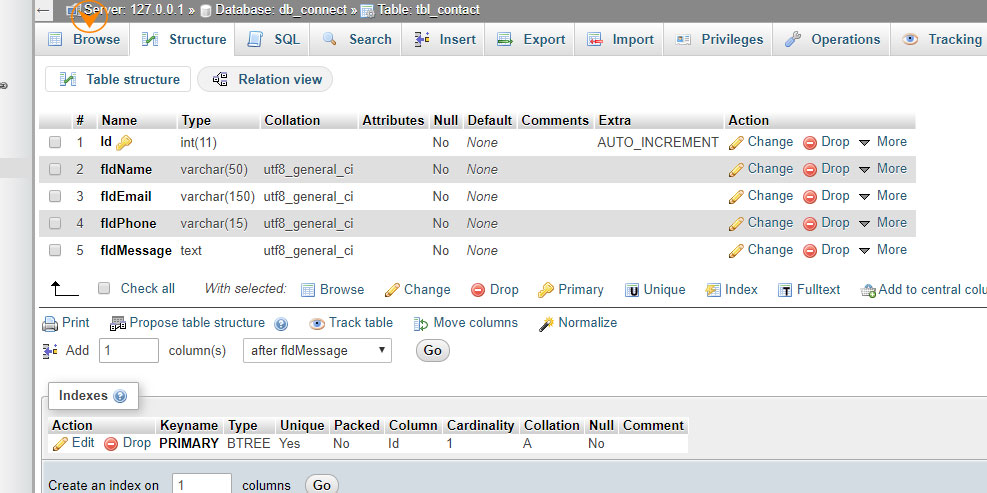 Server: 127.0.0.1 » Database: db_connect » Table: tbl_contact
Browse Structure SQL Search Insert Export Import Privileges Operations Tracking
Table structure Relation view
# Name Type Collation Attributes Null Default Comments Extra Action
1 Id int(11) No None AUTO_INCREMENT Change Drop More
2 fldName varchar(50) utf8_general_ci No None Change Drop More
3 fldEmail varchar(150) utf8_general_ci No None Change Drop More
4 fldPhone varchar(15) utf8_general_ci No None Change Drop More
5 fldMessage text utf8_general_ci No None Change Drop More
Check all With selected: Browse Change Drop Primary Unique Index Fulltext Add to central colu
Print Propose table structure Track table Move columns Normalize
Add 1 column(s) after fldMessage Go
Indexes
Action Keyname Type Unique Packed Column Cardinality Collation Null Comment
Edit Drop PRIMARY BTREE Yes No Id 1 A No
Create an index on 1 columns Go